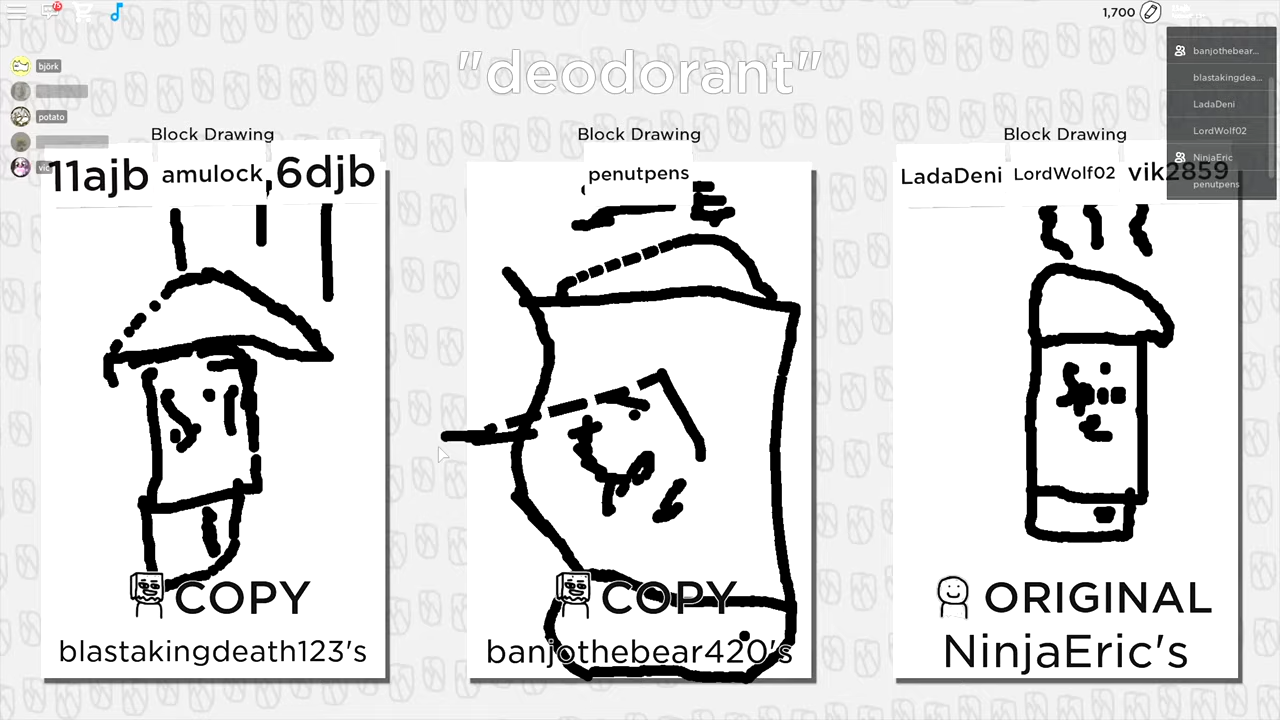 1,700
"deodorant"
björk
potato
vic
banjothebear...
blastakingdea...
LadaDeni
LordWolf02
NinjaEric
penutpens
Block Drawing
11ajb amulock ,6djb
COPY
blastakingdeath123's
Block Drawing
penutpens
COPY
banjothebear420's
Block Drawing
LadaDeni LordWolf02 vik2859
ORIGINAL
NinjaEric's